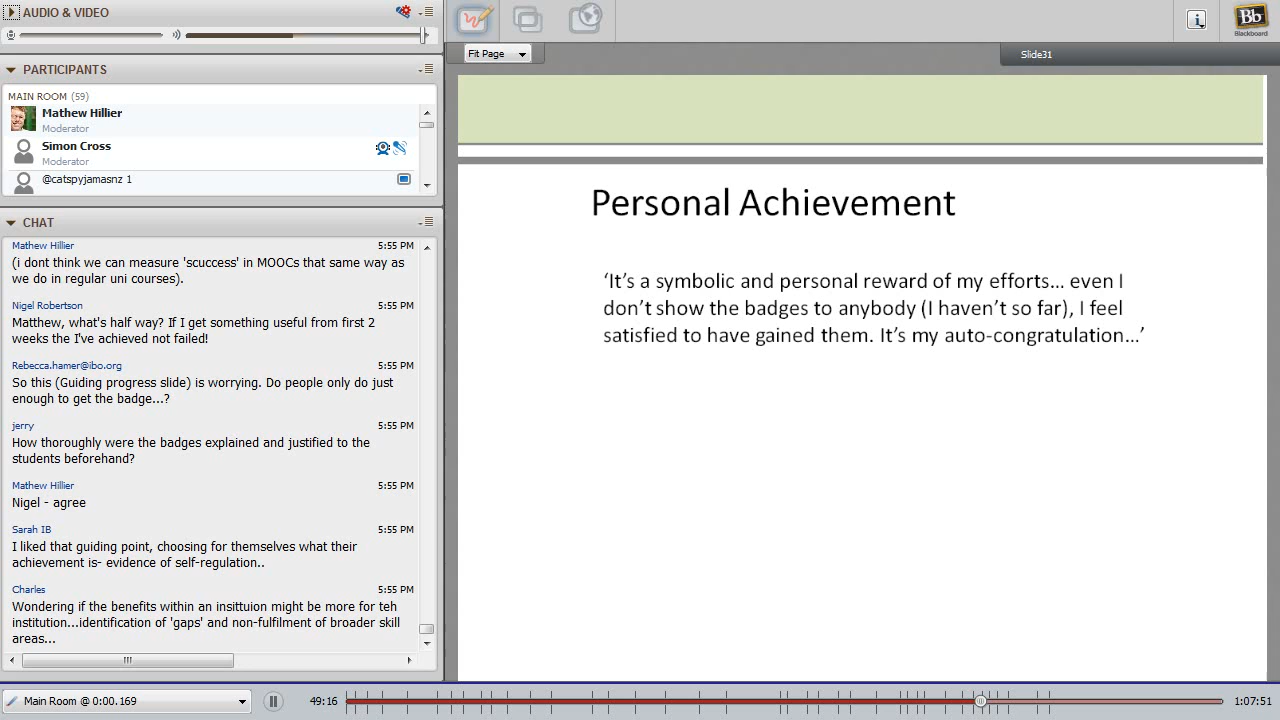 AUDIO & VIDEO
PARTICIPANTS
MAIN ROOM (59)
Mathew Hillier
Moderator
Simon Cross
Moderator
@catspyjamasnz 1
CHAT
Mathew Hillier 5:55 PM
(i dont think we can measure 'scuccess' in MOOCs that same way as
we do in regular uni courses).
Nigel Robertson 5:55 PM
Matthew, what's half way? If I get something useful from first 2
weeks the I've achieved not failed!
Rebecca.hamer@ibo.org 5:55 PM
So this (Guiding progress slide) is worrying. Do people only do just
enough to get the badge...?
jerry 5:55 PM
How thoroughly were the badges explained and justified to the
students beforehand?
Mathew Hillier 5:55 PM
Nigel - agree
Sarah IB 5:55 PM
I liked that guiding point, choosing for themselves what their
achievement is- evidence of self-regulation..
Charles 5:55 PM
Wondering if the benefits within an insittuion might be more for teh
institution...identification of 'gaps' and non-fulfilment of broader skill
areas...
Main Room @ 0:00.169
Fit Page
Slide31
Bb
Blackboard
Personal Achievement
‘It’s a symbolic and personal reward of my efforts… even I
don’t show the badges to anybody (I haven’t so far), I feel
satisfied to have gained them. It’s my auto-congratulation…’
49:16
1:07:51